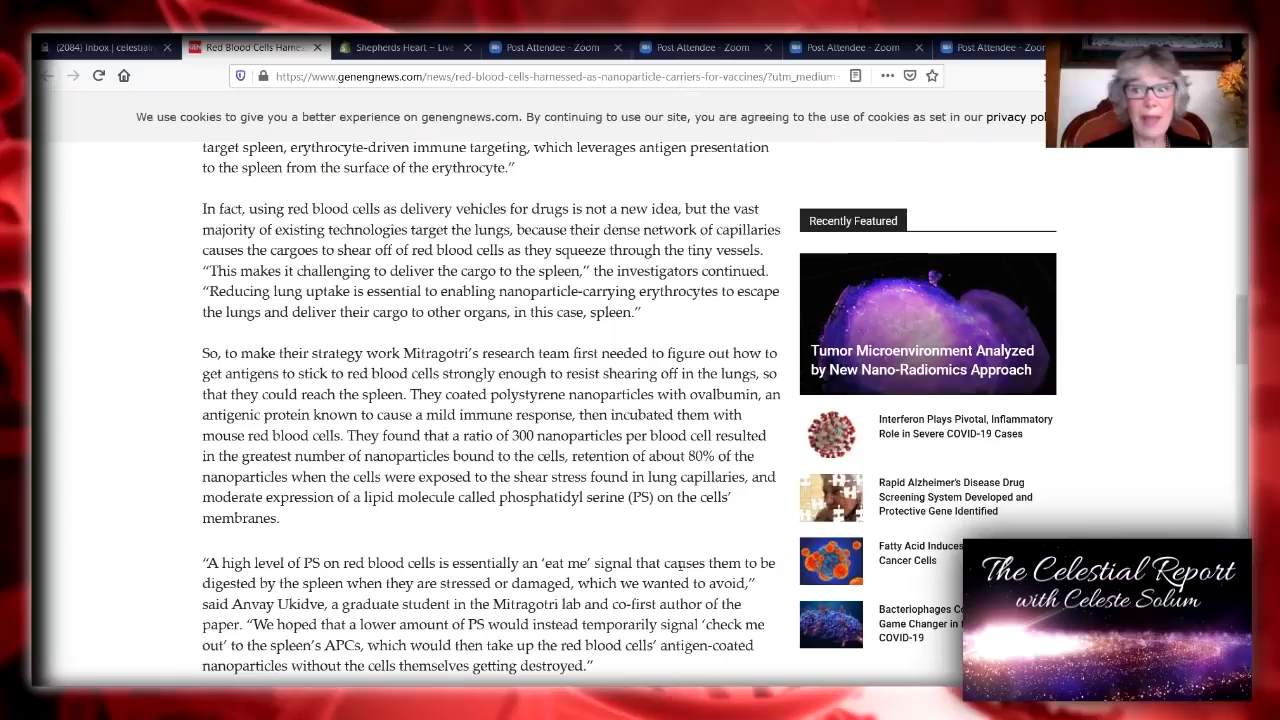 (2084) Inbox | celestialr
Red Blood Cells Harnes
Shepherds Heart – Live
Post Attendee - Zoom
Post Attendee - Zoom
Post Attendee - Zoom
Post Attendee - Zoom
https://www.genengnews.com/news/red-blood-cells-harnessed-as-nanoparticle-carriers-for-vaccines/?utm_medium
We use cookies to give you a better experience on genengnews.com. By continuing to use our site, you are agreeing to the use of cookies as set in our privacy pol
target spleen, erythrocyte-driven immune targeting, which leverages antigen presentation
to the spleen from the surface of the erythrocyte.”
In fact, using red blood cells as delivery vehicles for drugs is not a new idea, but the vast
majority of existing technologies target the lungs, because their dense network of capillaries
causes the cargoes to shear off of red blood cells as they squeeze through the tiny vessels.
“This makes it challenging to deliver the cargo to the spleen,” the investigators continued.
“Reducing lung uptake is essential to enabling nanoparticle-carrying erythrocytes to escape
the lungs and deliver their cargo to other organs, in this case, spleen.”
So, to make their strategy work Mitragotri’s research team first needed to figure out how to
get antigens to stick to red blood cells strongly enough to resist shearing off in the lungs, so
that they could reach the spleen. They coated polystyrene nanoparticles with ovalbumin, an
antigenic protein known to cause a mild immune response, then incubated them with
mouse red blood cells. They found that a ratio of 300 nanoparticles per blood cell resulted
in the greatest number of nanoparticles bound to the cells, retention of about 80% of the
nanoparticles when the cells were exposed to the shear stress found in lung capillaries, and
moderate expression of a lipid molecule called phosphatidyl serine (PS) on the cells’
membranes.
“A high level of PS on red blood cells is essentially an ‘eat me’ signal that causes them to be
digested by the spleen when they are stressed or damaged, which we wanted to avoid,”
said Anvay Ukidve, a graduate student in the Mitragotri lab and co-first author of the
paper. “We hoped that a lower amount of PS would instead temporarily signal ‘check me
out’ to the spleen’s APCs, which would then take up the red blood cells’ antigen-coated
nanoparticles without the cells themselves getting destroyed.”
Recently Featured
Tumor Microenvironment Analyzed
by New Nano-Radiomics Approach
Interferon Plays Pivotal, Inflammatory
Role in Severe COVID-19 Cases
Rapid Alzheimer’s Disease Drug
Screening System Developed and
Protective Gene Identified
Fatty Acid Induces
Cancer Cells
Bacteriophages Co
Game Changer in t
COVID-19
The Celestial Report
with Celeste Solum